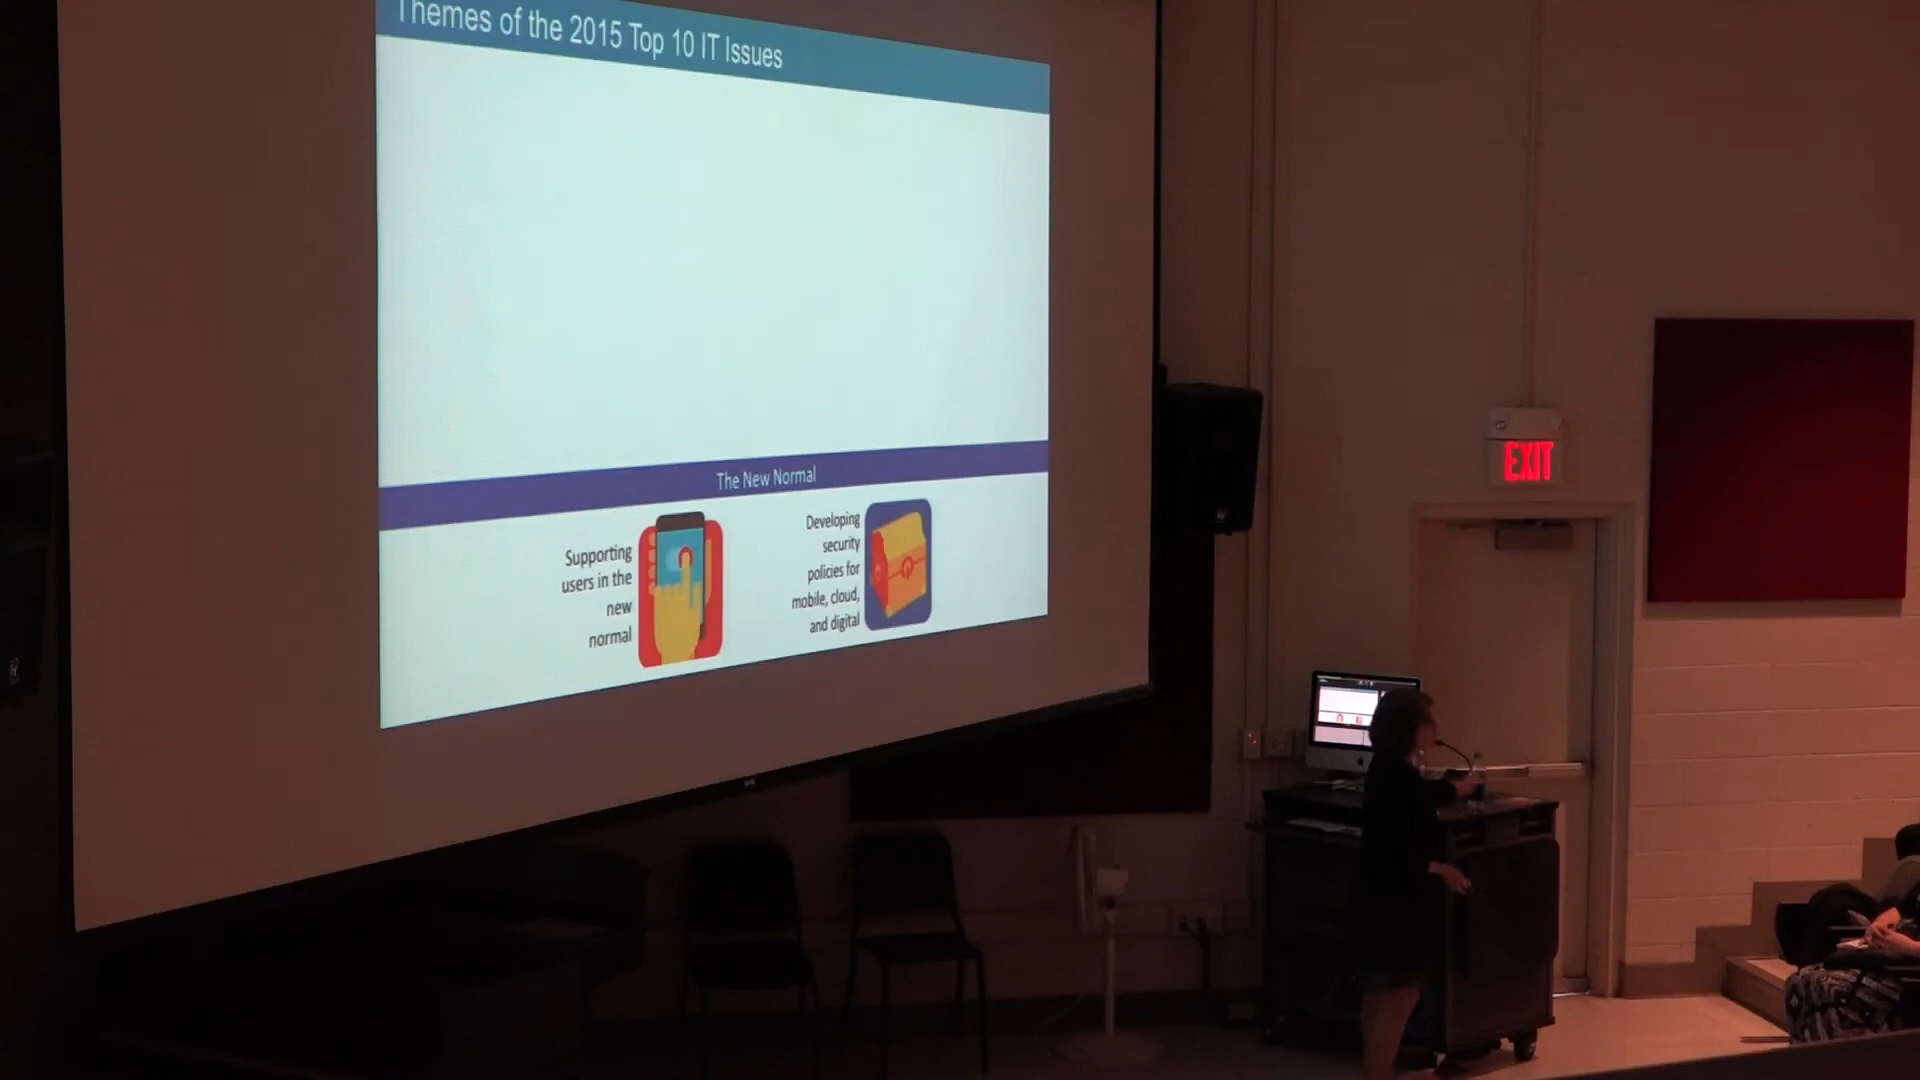 Themes of the 2015 Top 10 IT Issues
The New Normal
Supporting
users in the
new
normal
Developing
security
policies for
mobile, cloud,
and digital
EXIT